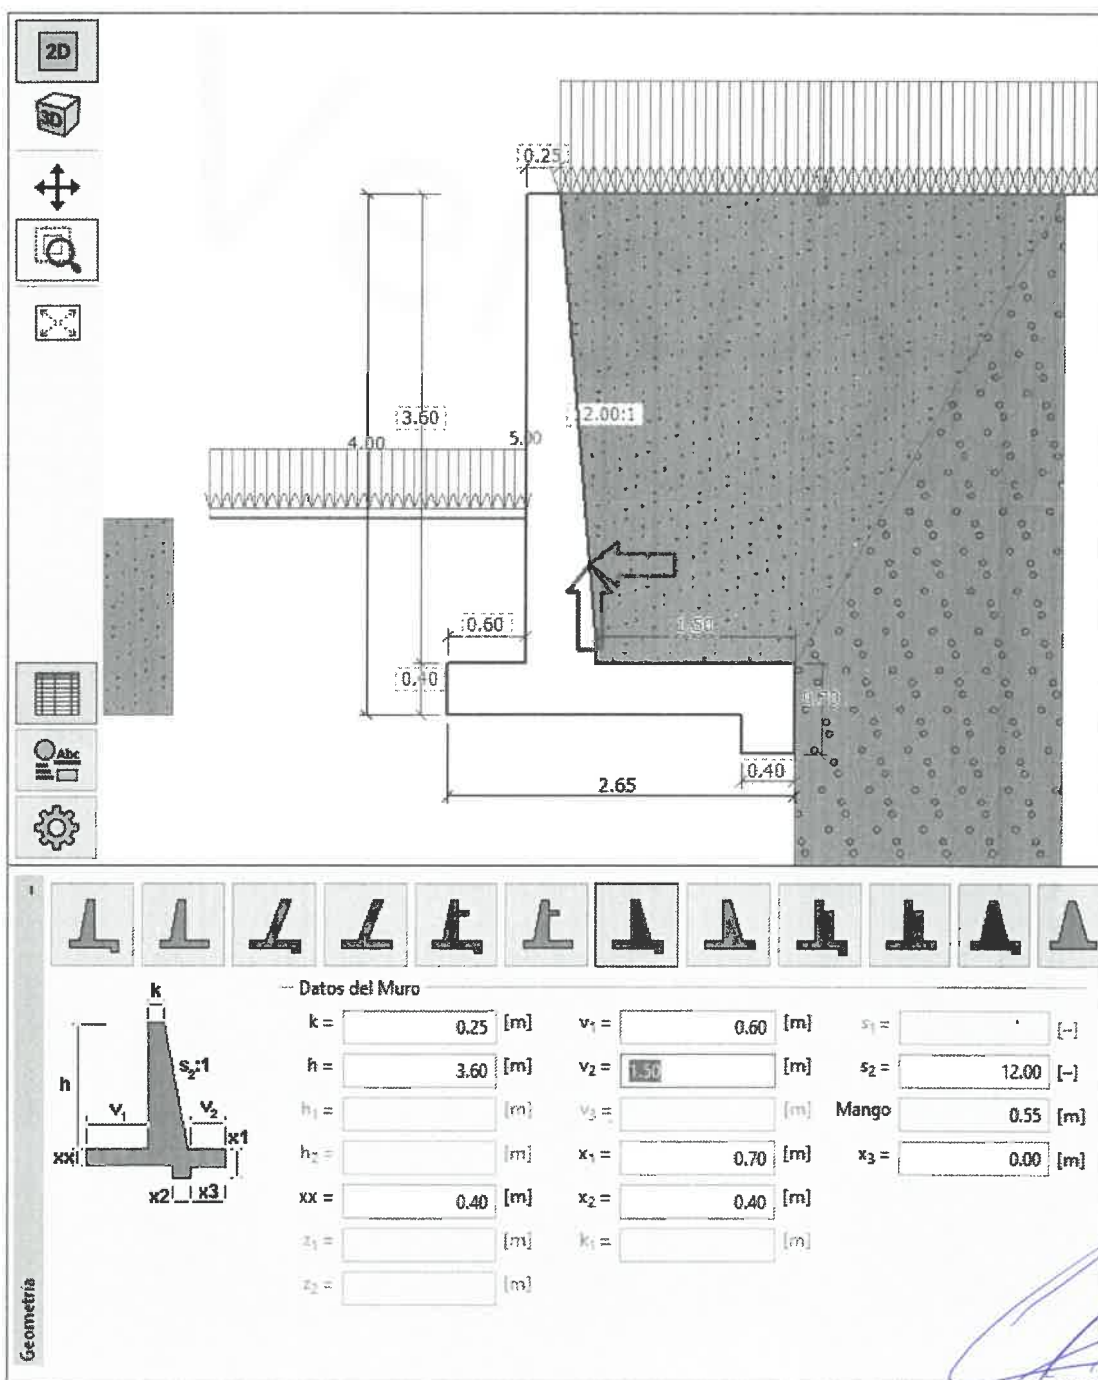 2D
3D
0.25
3.60
2.00:1
4.00
5.00
0.60
1.50
0.40
0.70
0.40
2.65
Abc
Datos del Muro
k
k = 0.25 [m] v₁ = 0.60 [m] s₁ = [-]
h s₂:1 h = 3.60 [m] v₂ = 1.50 [m] s₂ = 12.00 [-]
v₁ v₂ h₁ = [m] v₃ = [m] Mango 0.55 [m]
xx x1 h₂ = [m] x₁ = 0.70 [m] x₃ = 0.00 [m]
x2 x3 xx = 0.40 [m] x₂ = 0.40 [m]
z₁ = [m] k₁ = [m]
z₂ = [m]
Geometría